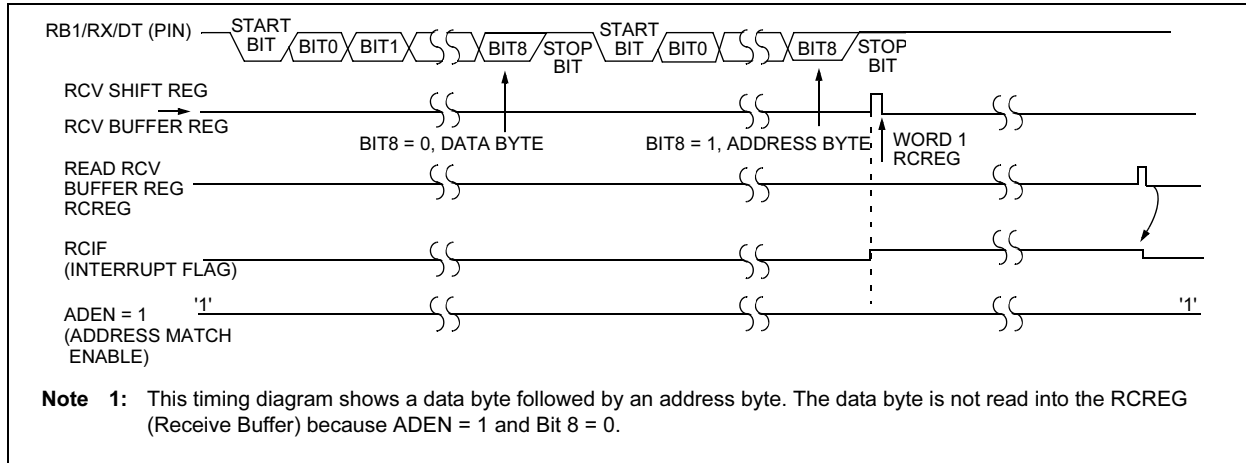 RB1/RX/DT (PIN)
START
BIT
BIT0
BIT1
BIT8
STOP
BIT
START
BIT
BIT0
BIT8
STOP
BIT
RCV SHIFT REG
RCV BUFFER REG
BIT8 = 0, DATA BYTE
BIT8 = 1, ADDRESS BYTE
WORD 1
RCREG
READ RCV
BUFFER REG
RCREG
RCIF
(INTERRUPT FLAG)
ADEN = 1
(ADDRESS MATCH
ENABLE)
'1'
'1'
Note 1: This timing diagram shows a data byte followed by an address byte. The data byte is not read into the RCREG
(Receive Buffer) because ADEN = 1 and Bit 8 = 0.